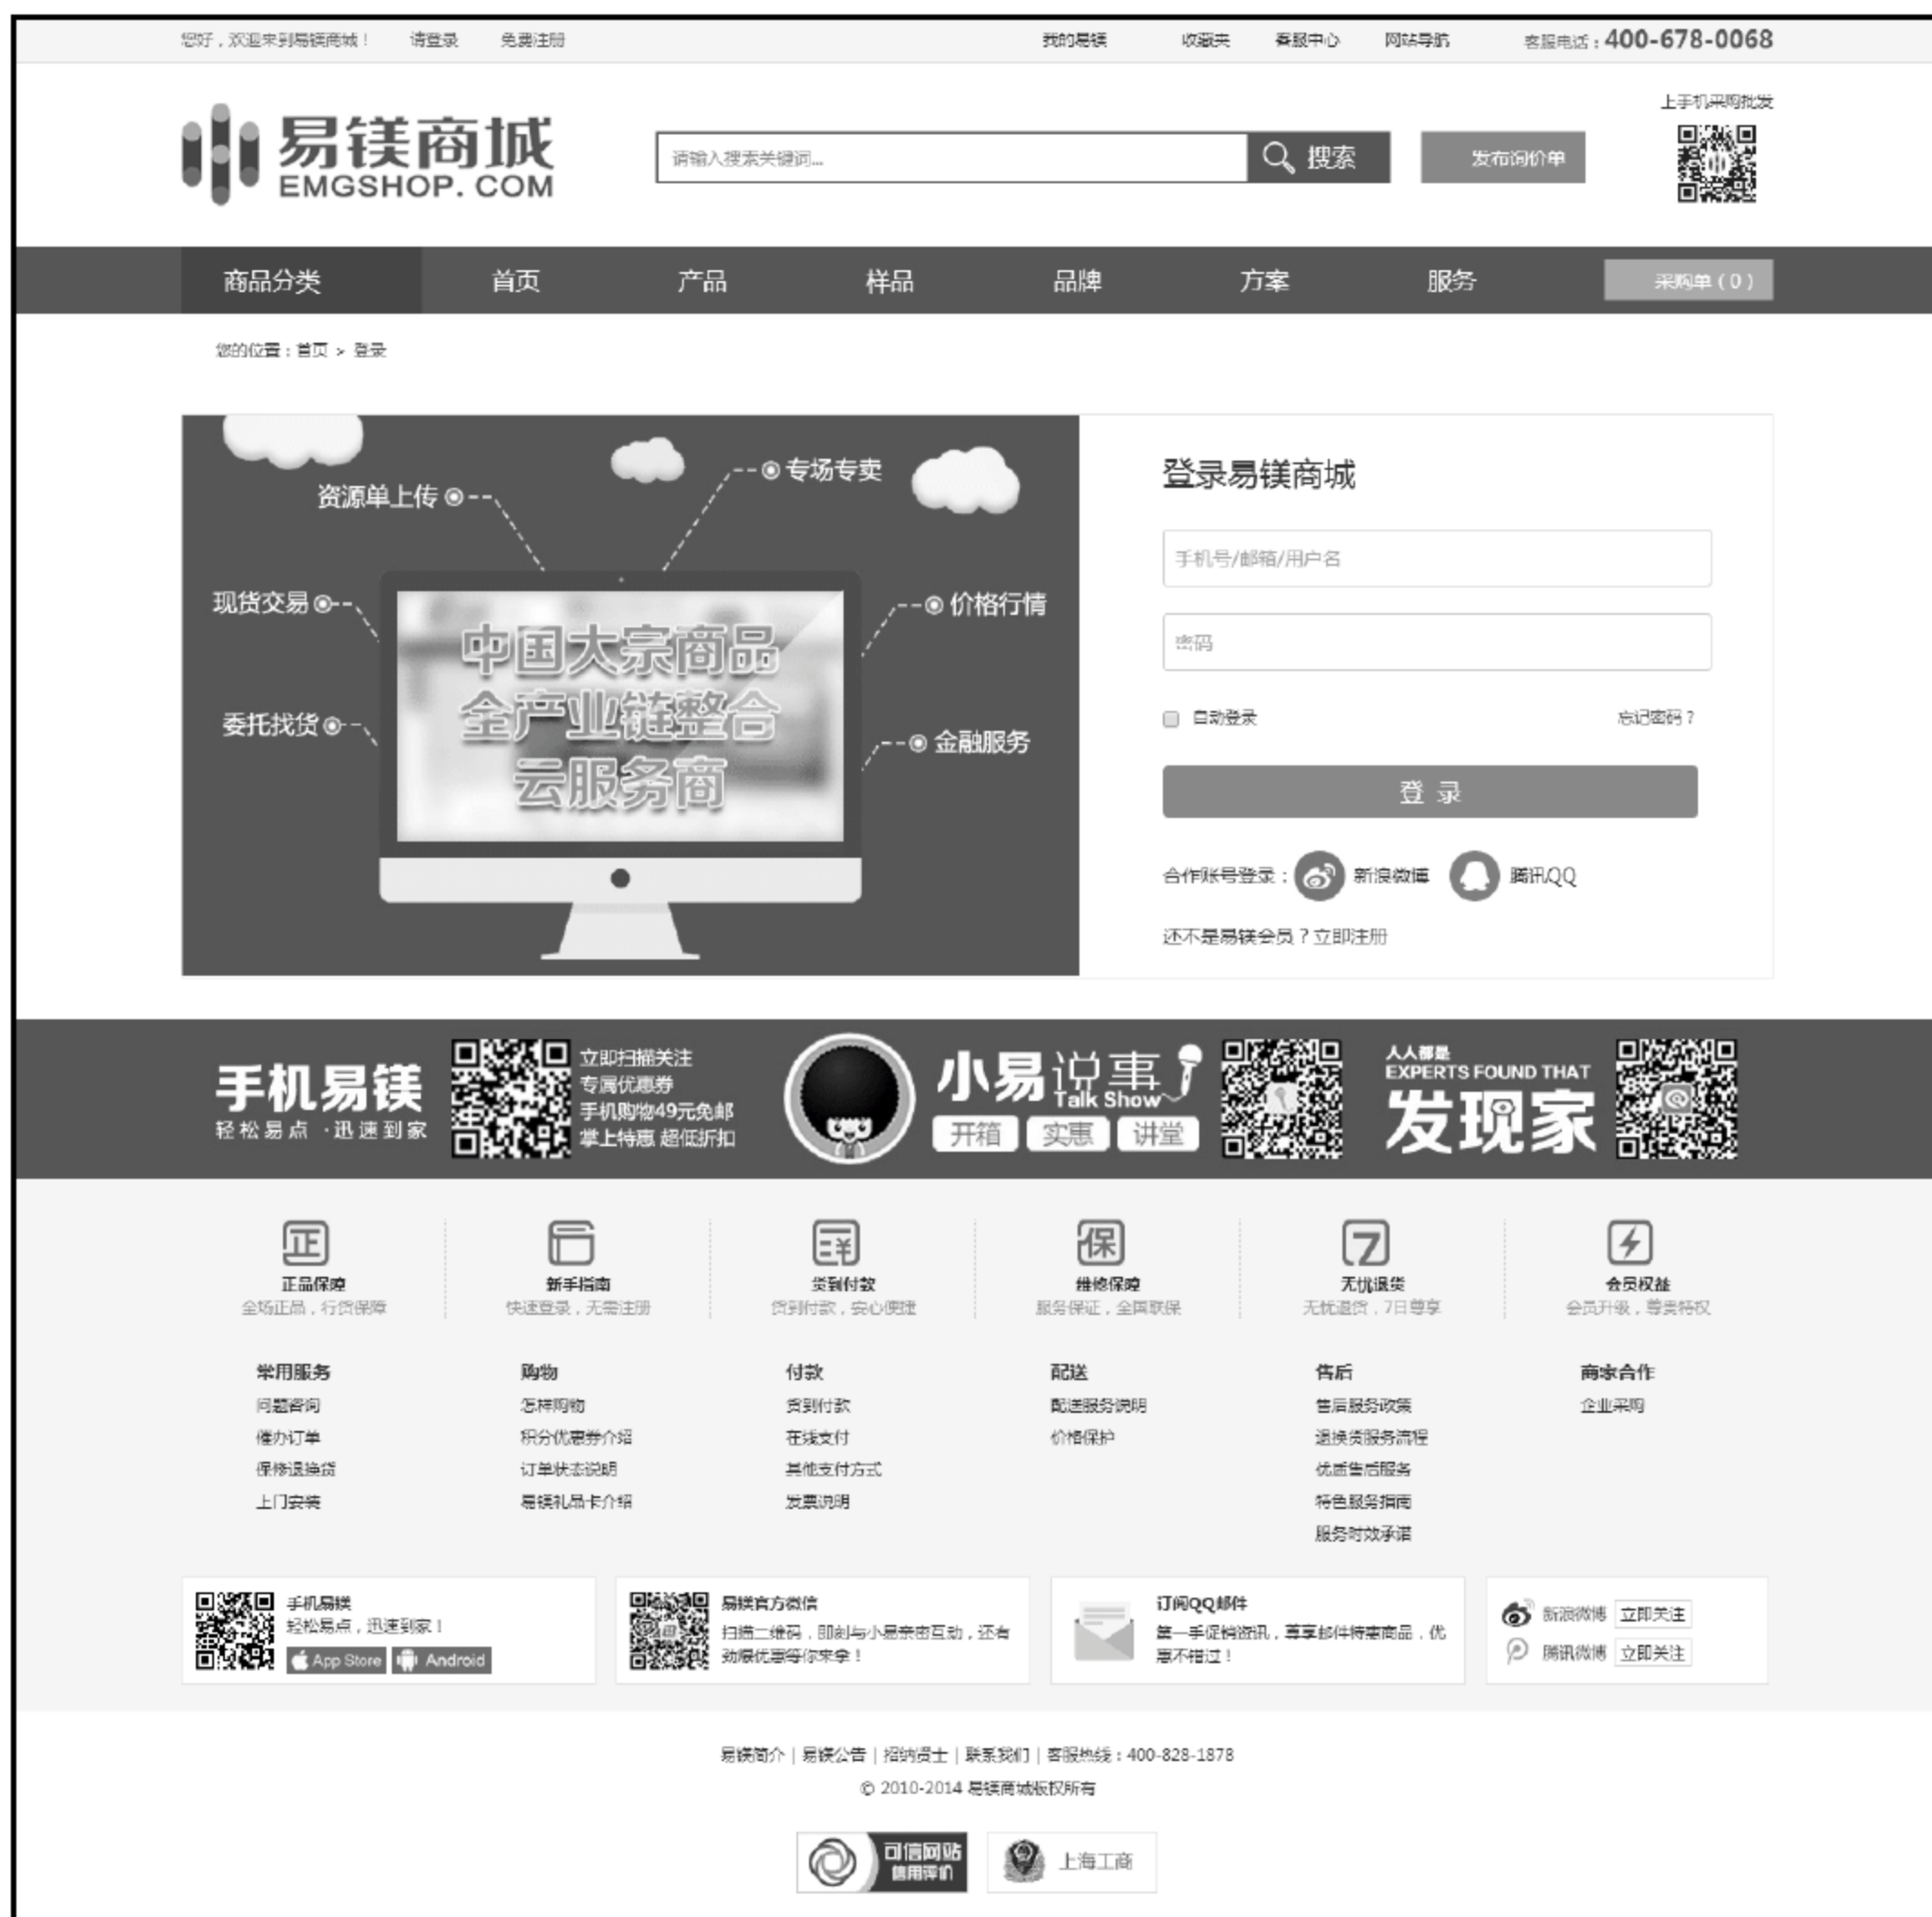 您好，欢迎来到易镁商城！ 请登录 免费注册 我的易镁 收藏夹 客服中心 网站导航 客服电话：400-678-0068
上手机采购批发
易镁商城
EMGSHOP.COM
请输入搜索关键词... 搜索 发布询价单
商品分类 首页 产品 样品 品牌 方案 服务 采购单（0）
您的位置：首页 > 登录
专场专卖
资源单上传
现货交易
价格行情
委托找货
金融服务
中国大宗商品
全产业链整合
云服务商
登录易镁商城
手机号/邮箱/用户名
密码
自动登录 忘记密码？
登 录
合作账号登录： 新浪微博 腾讯QQ
还不是易镁会员？立即注册
手机易镁
轻松易点 ·迅速到家
立即扫描关注
专属优惠券
手机购物49元免邮
掌上特惠 超低折扣
小易说事
Talk Show
开箱 实惠 讲堂
人人都是
EXPERTS FOUND THAT
发现家
正 保 7
正品保障 新手指南 货到付款 维修保障 无忧退货 会员权益
全场正品，行货保障 快速登录，无需注册 货到付款，安心便捷 服务保证，全国联保 无忧退货，7日尊享 会员升级，尊贵特权
常用服务 购物 付款 配送 售后 商家合作
问题咨询 怎样购物 货到付款 配送服务说明 售后服务政策 企业采购
催办订单 积分优惠券介绍 在线支付 价格保护 退换货服务流程
保修退换货 订单状态说明 其他支付方式 优质售后服务
上门安装 易镁礼品卡介绍 发票说明 特色服务指南
服务时效承诺
手机易镁
轻松易点，迅速到家！
App Store Android
易镁官方微信
扫描二维码，即刻与小易亲密互动，还有
劲爆优惠等你来拿！
订阅QQ邮件
第一手促销资讯，尊享邮件特惠商品，优
惠不错过！
新浪微博 立即关注
腾讯微博 立即关注
易镁简介 | 易镁公告 | 招纳贤士 | 联系我们 | 客服热线：400-828-1878
© 2010-2014 易镁商城版权所有
可信网站
信用评价
上海工商